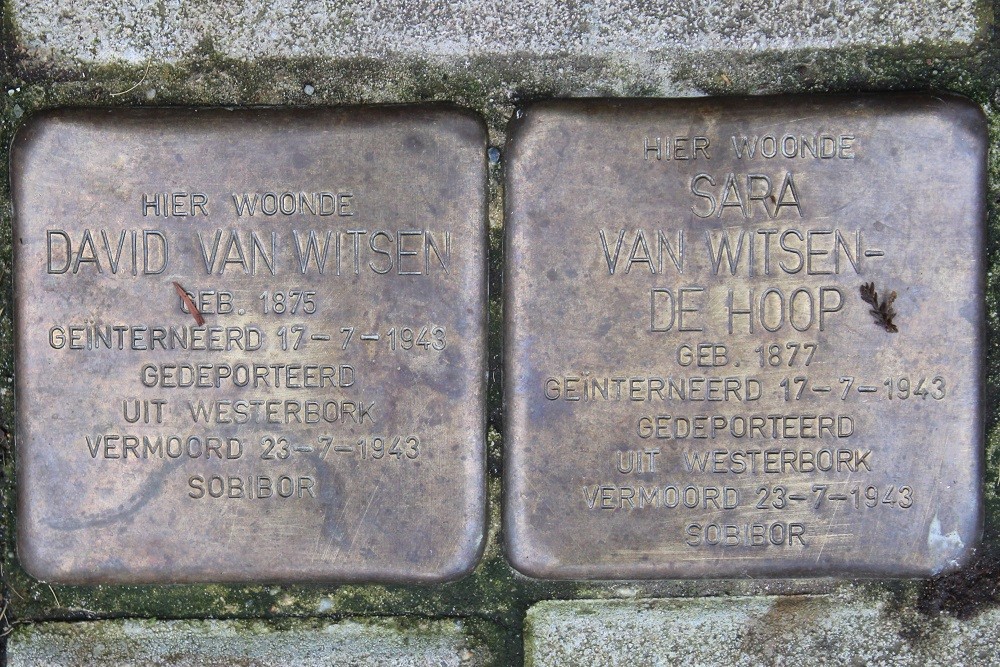 HIER WOONDE
DAVID VAN WITSEN
GEB. 1875
GEÏNTERNEERD 17-7-1943
GEDEPORTEERD
UIT WESTERBORK
VERMOORD 23-7-1943
SOBIBOR
HIER WOONDE
SARA
VAN WITSEN-
DE HOOP
GEB. 1877
GEÏNTERNEERD 17-7-1943
GEDEPORTEERD
UIT WESTERBORK
VERMOORD 23-7-1943
SOBIBOR